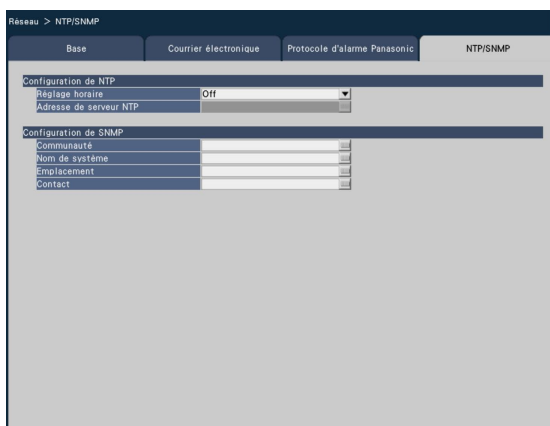 Réseau > NTP/SNMP
Base Courrier électronique Protocole d'alarme Panasonic NTP/SNMP
Configuration de NTP
Réglage horaire Off
Adresse de serveur NTP
Configuration de SNMP
Communauté
Nom de système
Emplacement
Contact